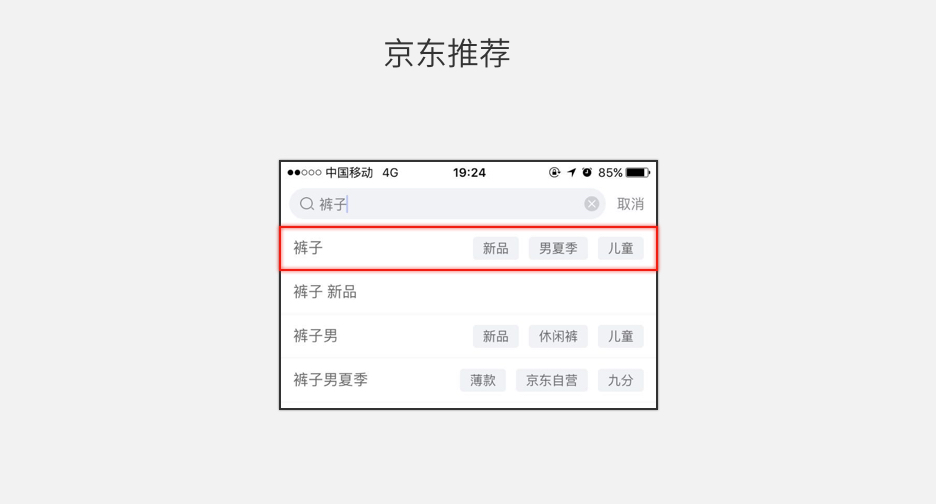 京东推荐
中国移动 4G 19:24 85%
裤子 取消
裤子 新品 男夏季 儿童
裤子 新品
裤子男 新品 休闲裤 儿童
裤子男夏季 薄款 京东自营 九分